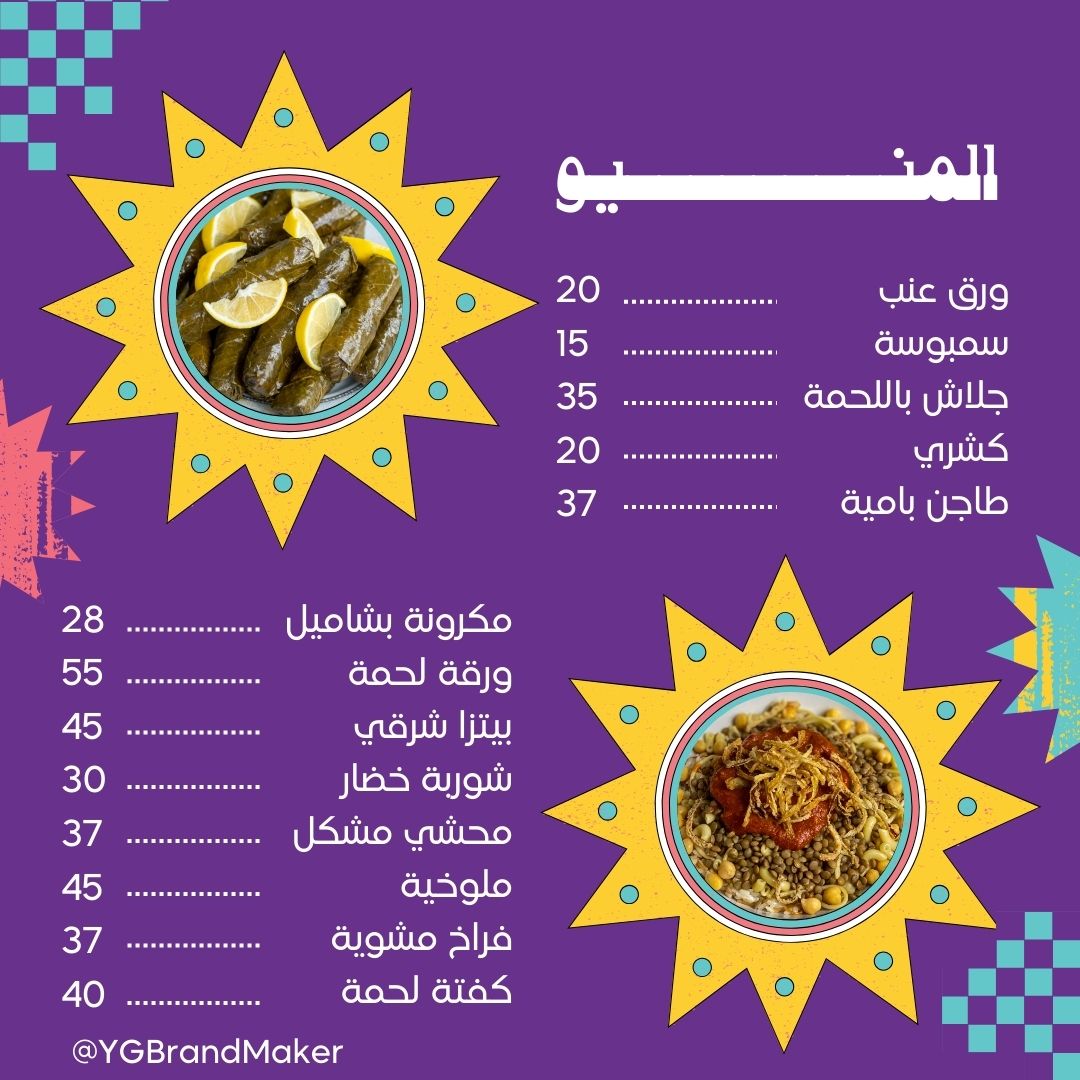 المنيو
ورق عنب ................... 20
سمبوسة ................... 15
جلاش باللحمة ................... 35
كشري ................... 20
طاجن بامية ................... 37
مكرونة بشاميل ................. 28
ورقة لحمة ................. 55
بيتزا شرقي ................. 45
شوربة خضار ................. 30
محشي مشكل ................. 37
ملوخية ................. 45
فراخ مشوية ................. 37
كفتة لحمة ................. 40
@YGBrandMaker